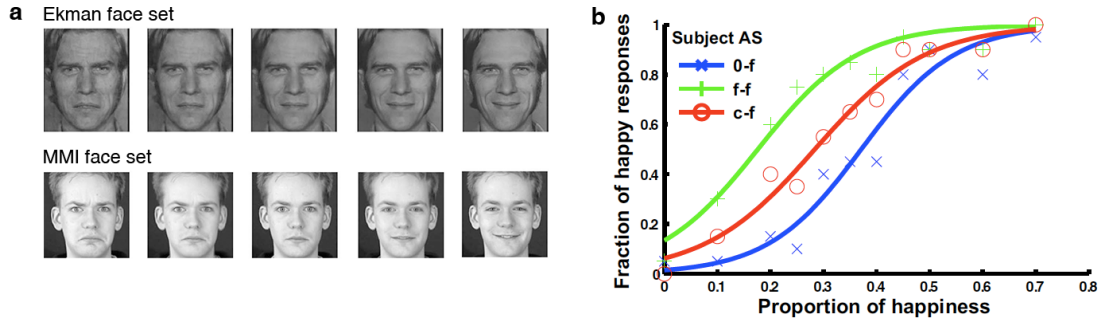 a
Ekman face set
MMI face set
b
Fraction of happy responses
1
0.8
0.6
0.4
0.2
0
Subject AS
0-f
f-f
c-f
0
0.1
0.2
0.3
0.4
0.5
0.6
0.7
0.8
Proportion of happiness